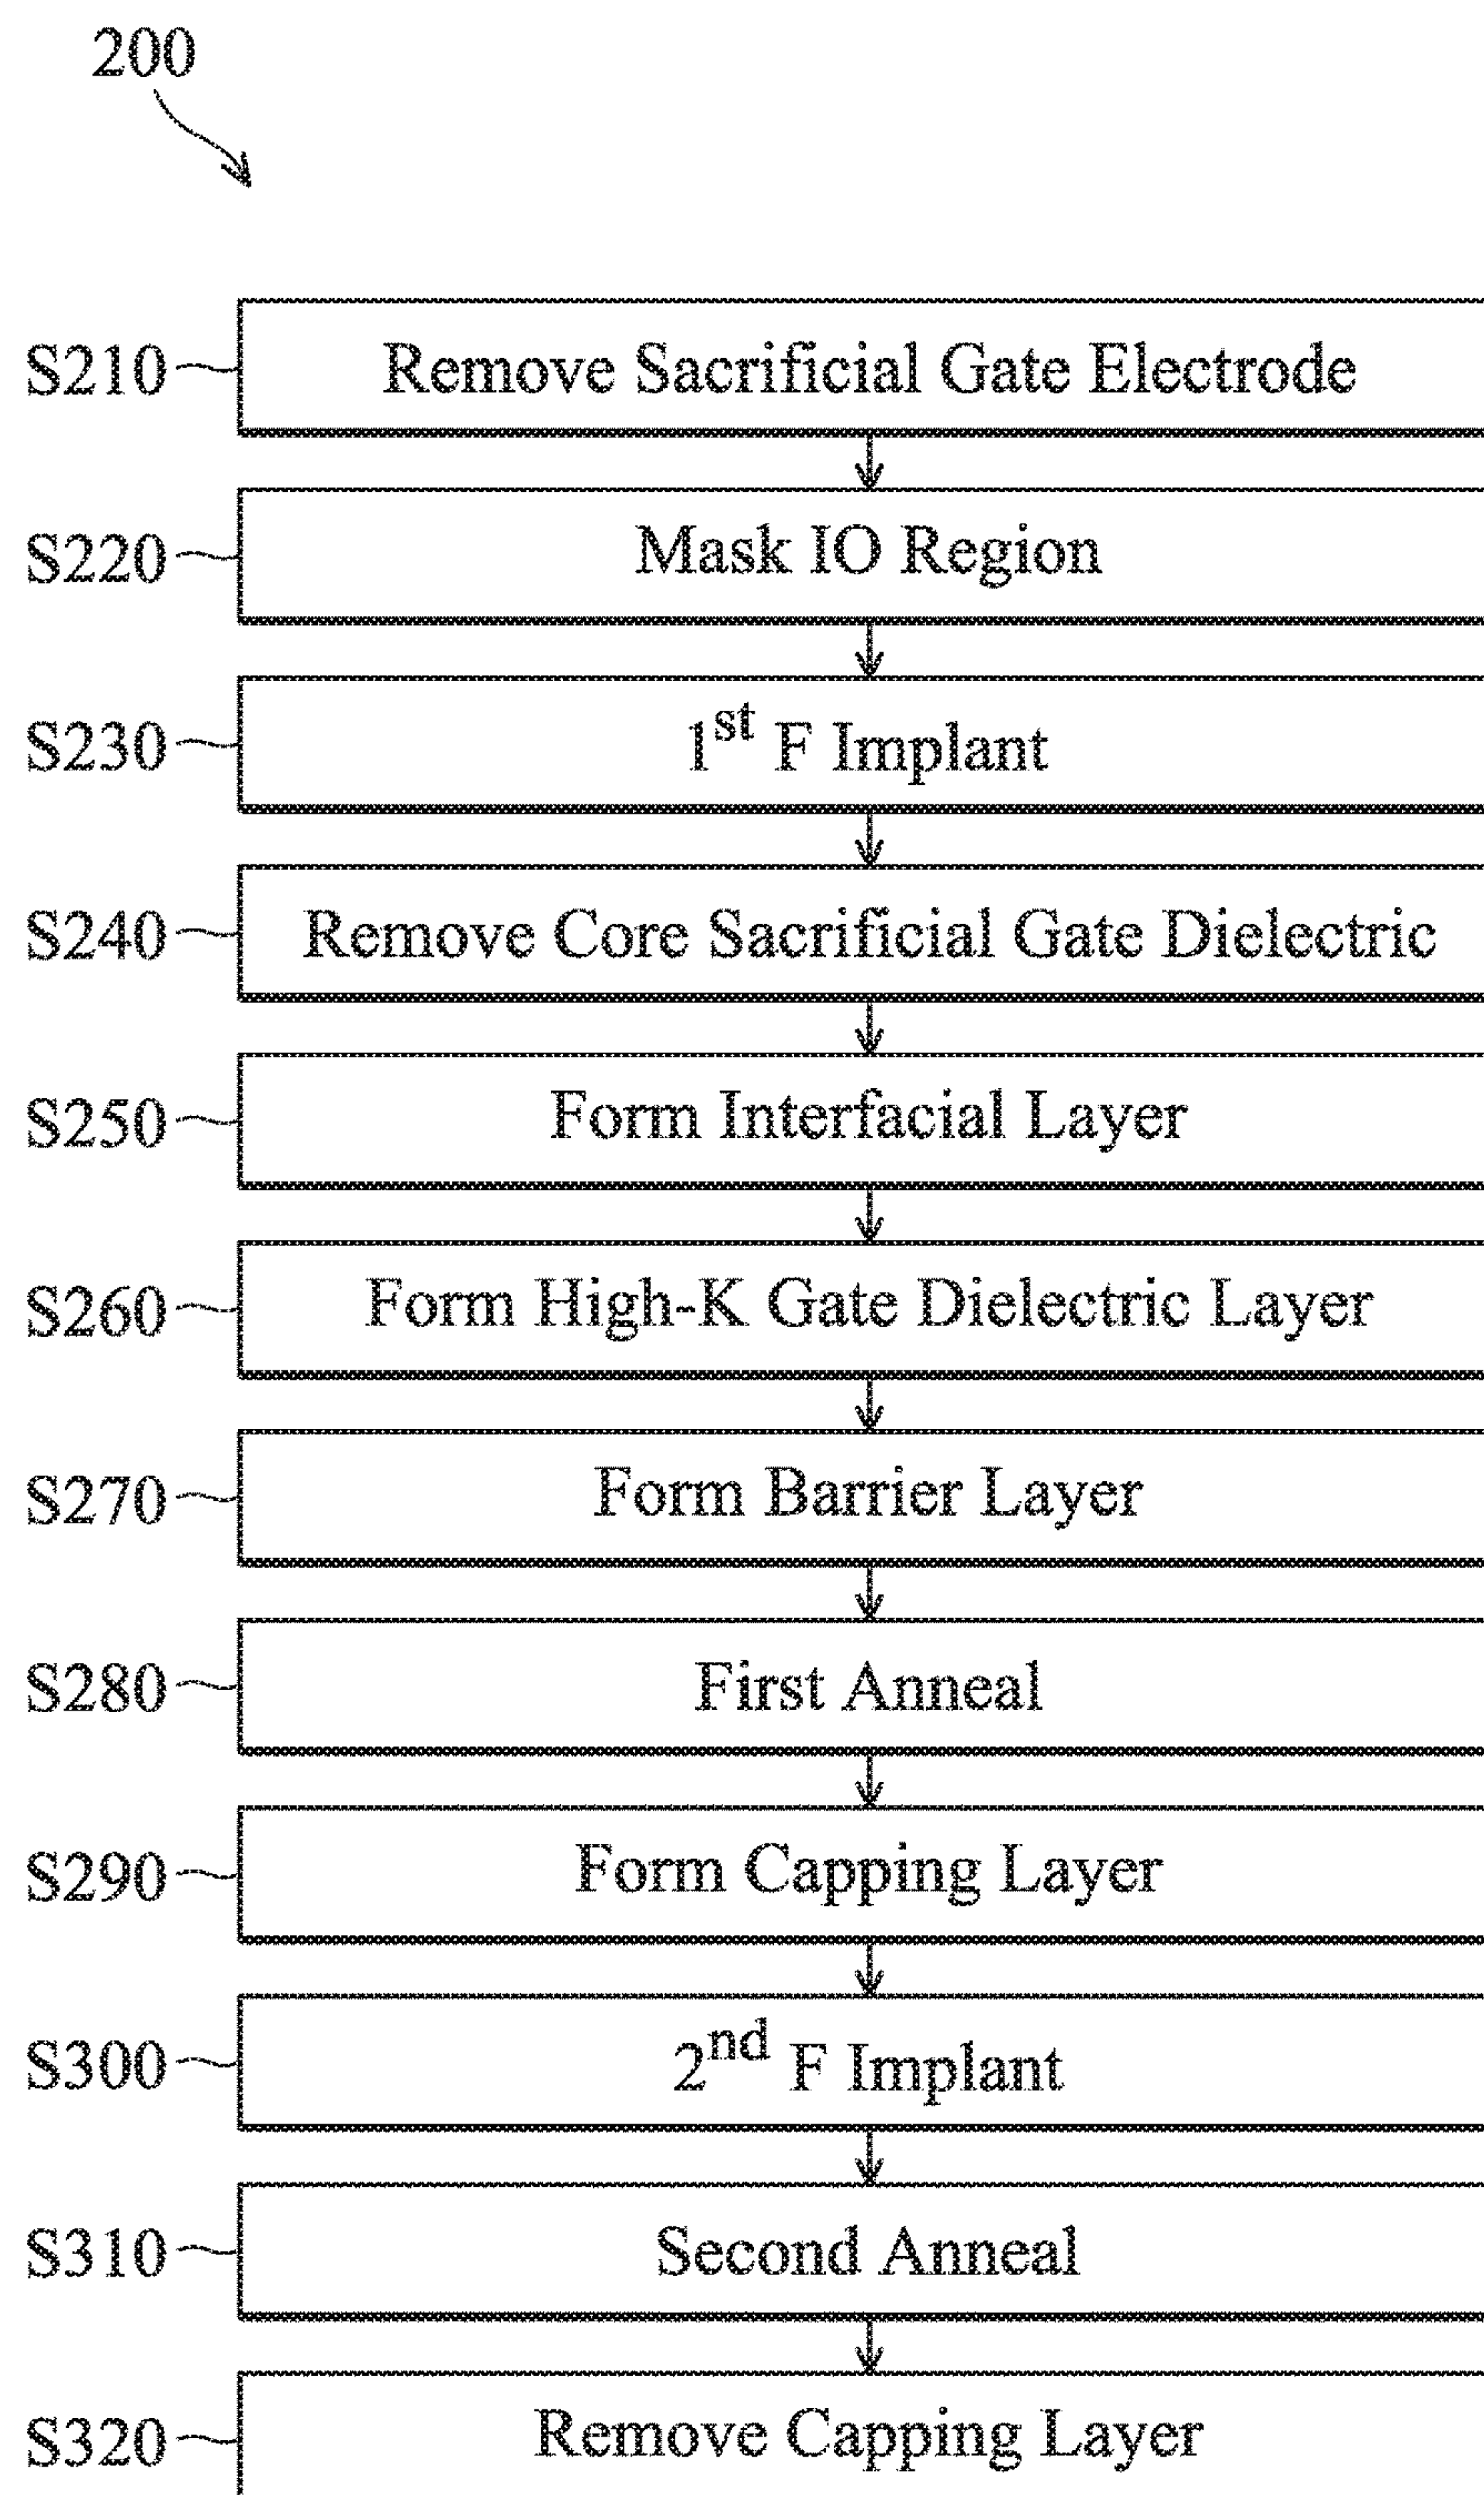 200
S210 Remove Sacrificial Gate Electrode
S220 Mask IO Region
S230 1st F Implant
S240 Remove Core Sacrificial Gate Dielectric
S250 Form Interfacial Layer
S260 Form High-K Gate Dielectric Layer
S270 Form Barrier Layer
S280 First Anneal
S290 Form Capping Layer
S300 2nd F Implant
S310 Second Anneal
S320 Remove Capping Layer